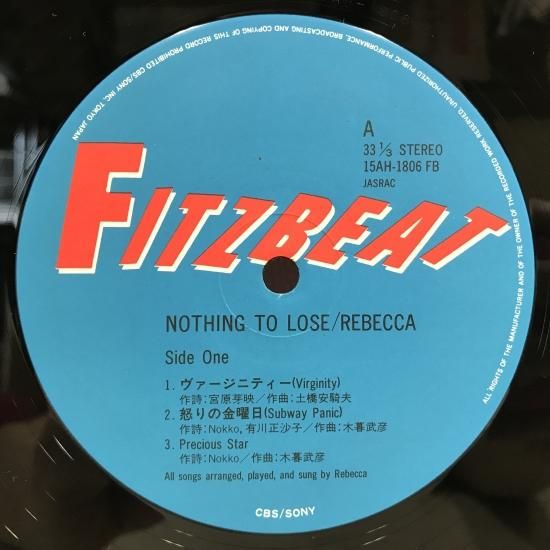 UNAUTHORIZED PUBLIC PERFORMANCE, BROADCASTING AND COPYING OF THIS RECORD PROHIBITED CBS/SONY INC. TOKYO JAPAN
ALL RIGHTS OF THE MANUFACTURER AND OF THE OWNER OF THE RECORDED WORK RESERVED.
A
33 1/3 STEREO
15AH-1806 FB
JASRAC
FITZBEAT
NOTHING TO LOSE/REBECCA
Side One
1. ヴァージニティー(Virginity)
作詩:宮原芽映/作曲:土橋安騎夫
2. 怒りの金曜日(Subway Panic)
作詩:Nokko, 有川正沙子/作曲:木暮武彦
3. Precious Star
作詩:Nokko/作曲:木暮武彦
All songs arranged, played, and sung by Rebecca
CBS/SONY